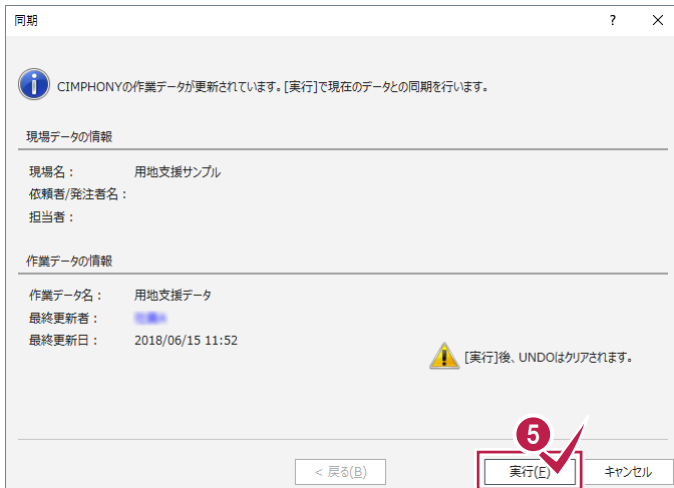 同期
? ×
CIMPHONYの作業データが更新されています。[実行]で現在のデータとの同期を行います。
現場データの情報
現場名： 用地支援サンプル
依頼者/発注者名：
担当者：
作業データの情報
作業データ名： 用地支援データ
最終更新者：
最終更新日： 2018/06/15 11:52
[実行]後、UNDOはクリアされます。
5
< 戻る(B) 実行(E) キャンセル